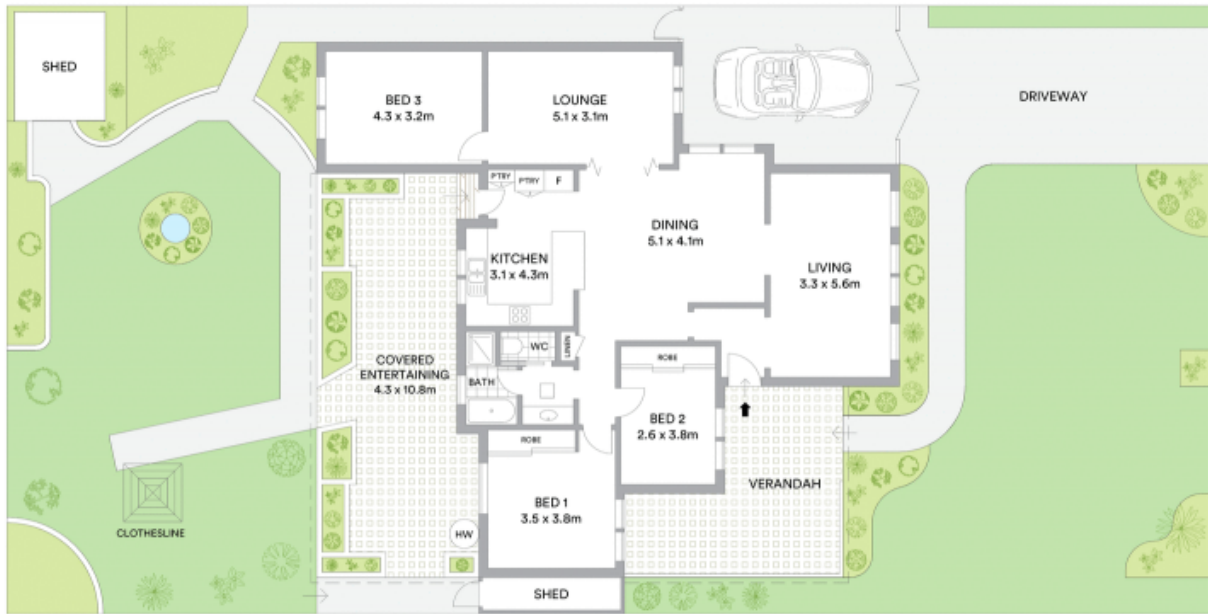 SHED
BED 3
4.3 x 3.2m
LOUNGE
5.1 x 3.1m
DRIVEWAY
PTRY
PTRY
F
DINING
5.1 x 4.1m
KITCHEN
3.1 x 4.3m
LIVING
3.3 x 5.6m
WC
LINEN
COVERED
ENTERTAINING
4.3 x 10.8m
BATH
ROBE
BED 2
2.6 x 3.8m
ROBE
BED 1
3.5 x 3.8m
VERANDAH
CLOTHESLINE
HW
SHED